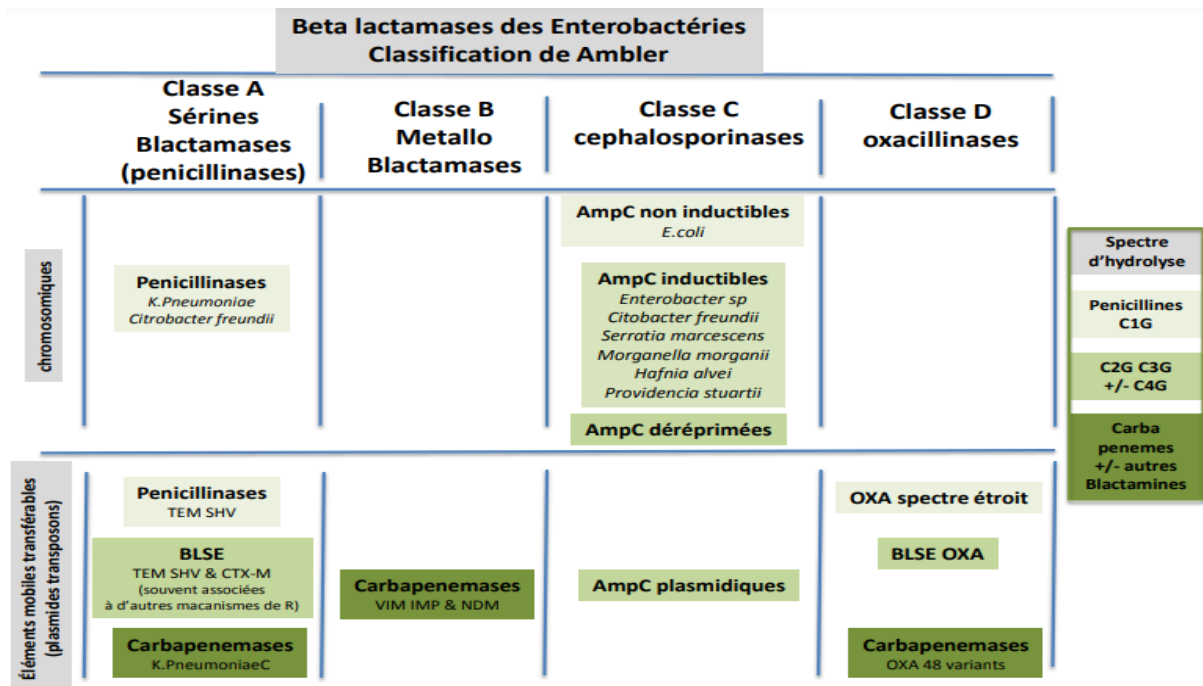 Beta lactamases des Enterobactéries
Classification de Ambler
Classe A
Sérines
Blactamases
(penicillinases)
Classe B
Metallo
Blactamases
Classe C
cephalosporinases
Classe D
oxacillinases
chromosomiques
Penicillinases
K.Pneumoniae
Citrobacter freundii
AmpC non inductibles
E.coli
AmpC inductibles
Enterobacter sp
Citobacter freundii
Serratia marcescens
Morganella morganii
Hafnia alvei
Providencia stuartii
AmpC déréprimées
Spectre
d'hydrolyse
Penicillines
C1G
C2G C3G
+/- C4G
Carba
penemes
+/- autres
Blactamines
Éléments mobiles transférables
(plasmides transposons)
Penicillinases
TEM SHV
BLSE
TEM SHV & CTX-M
(souvent associées
à d'autres macanismes de R)
Carbapenemases
K.PneumoniaeC
Carbapenemases
VIM IMP & NDM
AmpC plasmidiques
OXA spectre étroit
BLSE OXA
Carbapenemases
OXA 48 variants